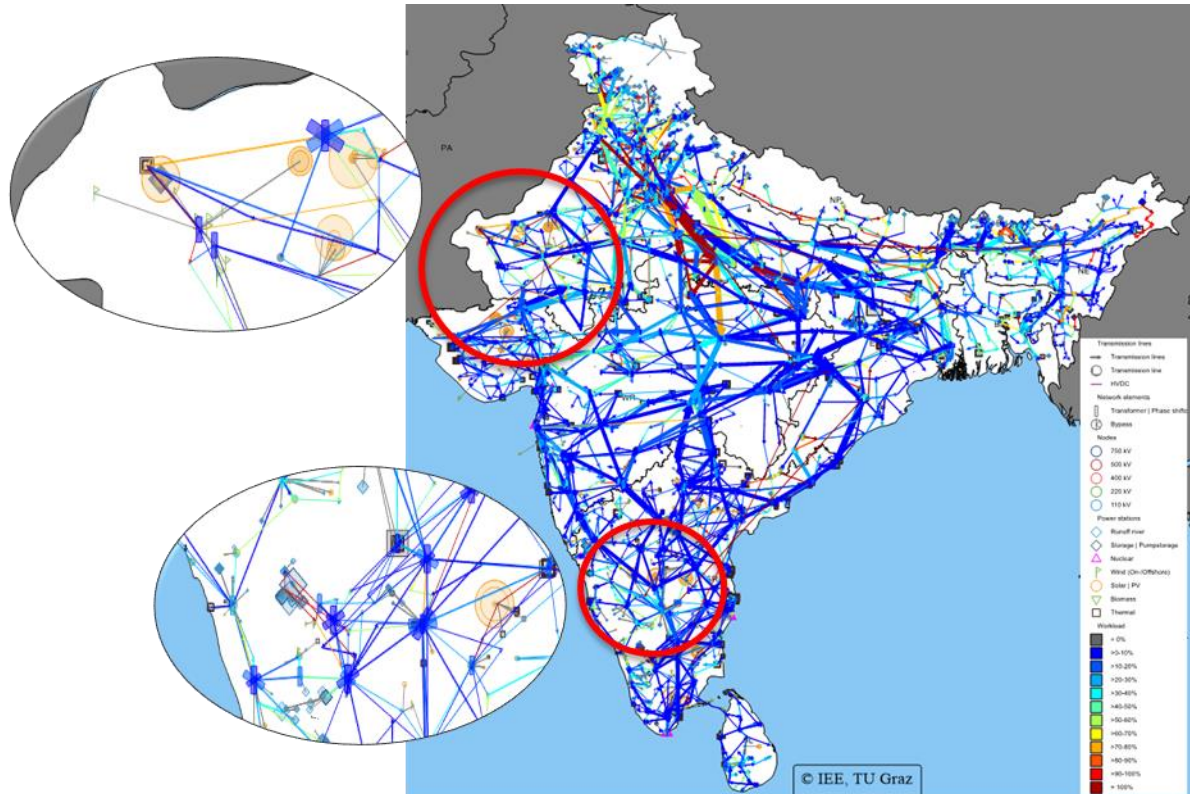 PA
NP
NE
WR
Transmission lines
Transmission lines
Transmission line
HVDC
Network elements
Transformer | Phase shifte
Bypass
Nodes
750 kV
500 kV
400 kV
220 kV
110 kV
Power stations
Runoff river
Storage | Pumpstorage
Nuclear
Wind (On-/Offshore)
Solar | PV
Biomass
Thermal
Workload
= 0%
>0-10%
>10-20%
>20-30%
>30-40%
>40-50%
>50-60%
>60-70%
>70-80%
>80-90%
>90-100%
> 100%
© IEE, TU Graz